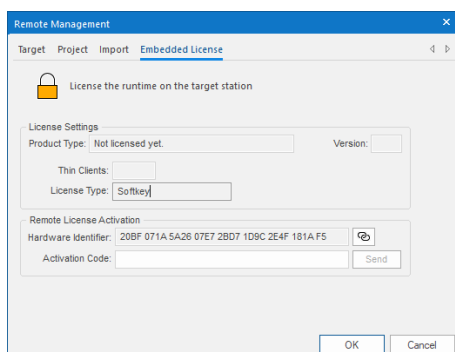 Remote Management
Target Project Import Embedded License
License the runtime on the target station
License Settings
Product Type: Not licensed yet. Version:
Thin Clients:
License Type: Softkey
Remote License Activation
Hardware Identifier: 20BF 071A 5A26 07E7 2BD7 1D9C 2E4F 181A F5
Activation Code: Send
OK Cancel